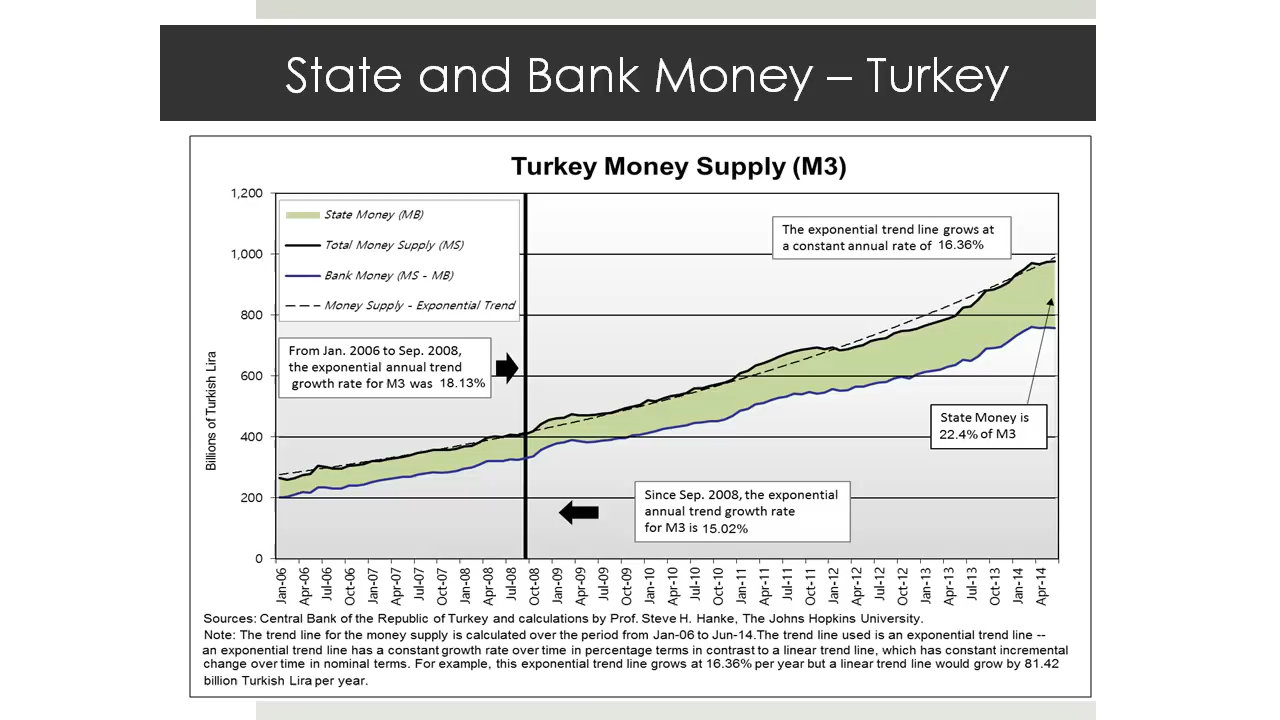 State and Bank Money – Turkey
Turkey Money Supply (M3)
1,200
1,000
800
600
400
200
0
Billions of Turkish Lira
State Money (MB)
Total Money Supply (MS)
Bank Money (MS - MB)
Money Supply - Exponential Trend
The exponential trend line grows at
a constant annual rate of 16.36%
From Jan. 2006 to Sep. 2008,
the exponential annual trend
growth rate for M3 was 18.13%
State Money is
22.4% of M3
Since Sep. 2008, the exponential
annual trend growth rate
for M3 is 15.02%
Jan-06
Apr-06
Jul-06
Oct-06
Jan-07
Apr-07
Jul-07
Oct-07
Jan-08
Apr-08
Jul-08
Oct-08
Jan-09
Apr-09
Jul-09
Oct-09
Jan-10
Apr-10
Jul-10
Oct-10
Jan-11
Apr-11
Jul-11
Oct-11
Jan-12
Apr-12
Jul-12
Oct-12
Jan-13
Apr-13
Jul-13
Oct-13
Jan-14
Apr-14
Sources: Central Bank of the Republic of Turkey and calculations by Prof. Steve H. Hanke, The Johns Hopkins University.
Note: The trend line for the money supply is calculated over the period from Jan-06 to Jun-14.The trend line used is an exponential trend line --
an exponential trend line has a constant growth rate over time in percentage terms in contrast to a linear trend line, which has constant incremental
change over time in nominal terms. For example, this exponential trend line grows at 16.36% per year but a linear trend line would grow by 81.42
billion Turkish Lira per year.